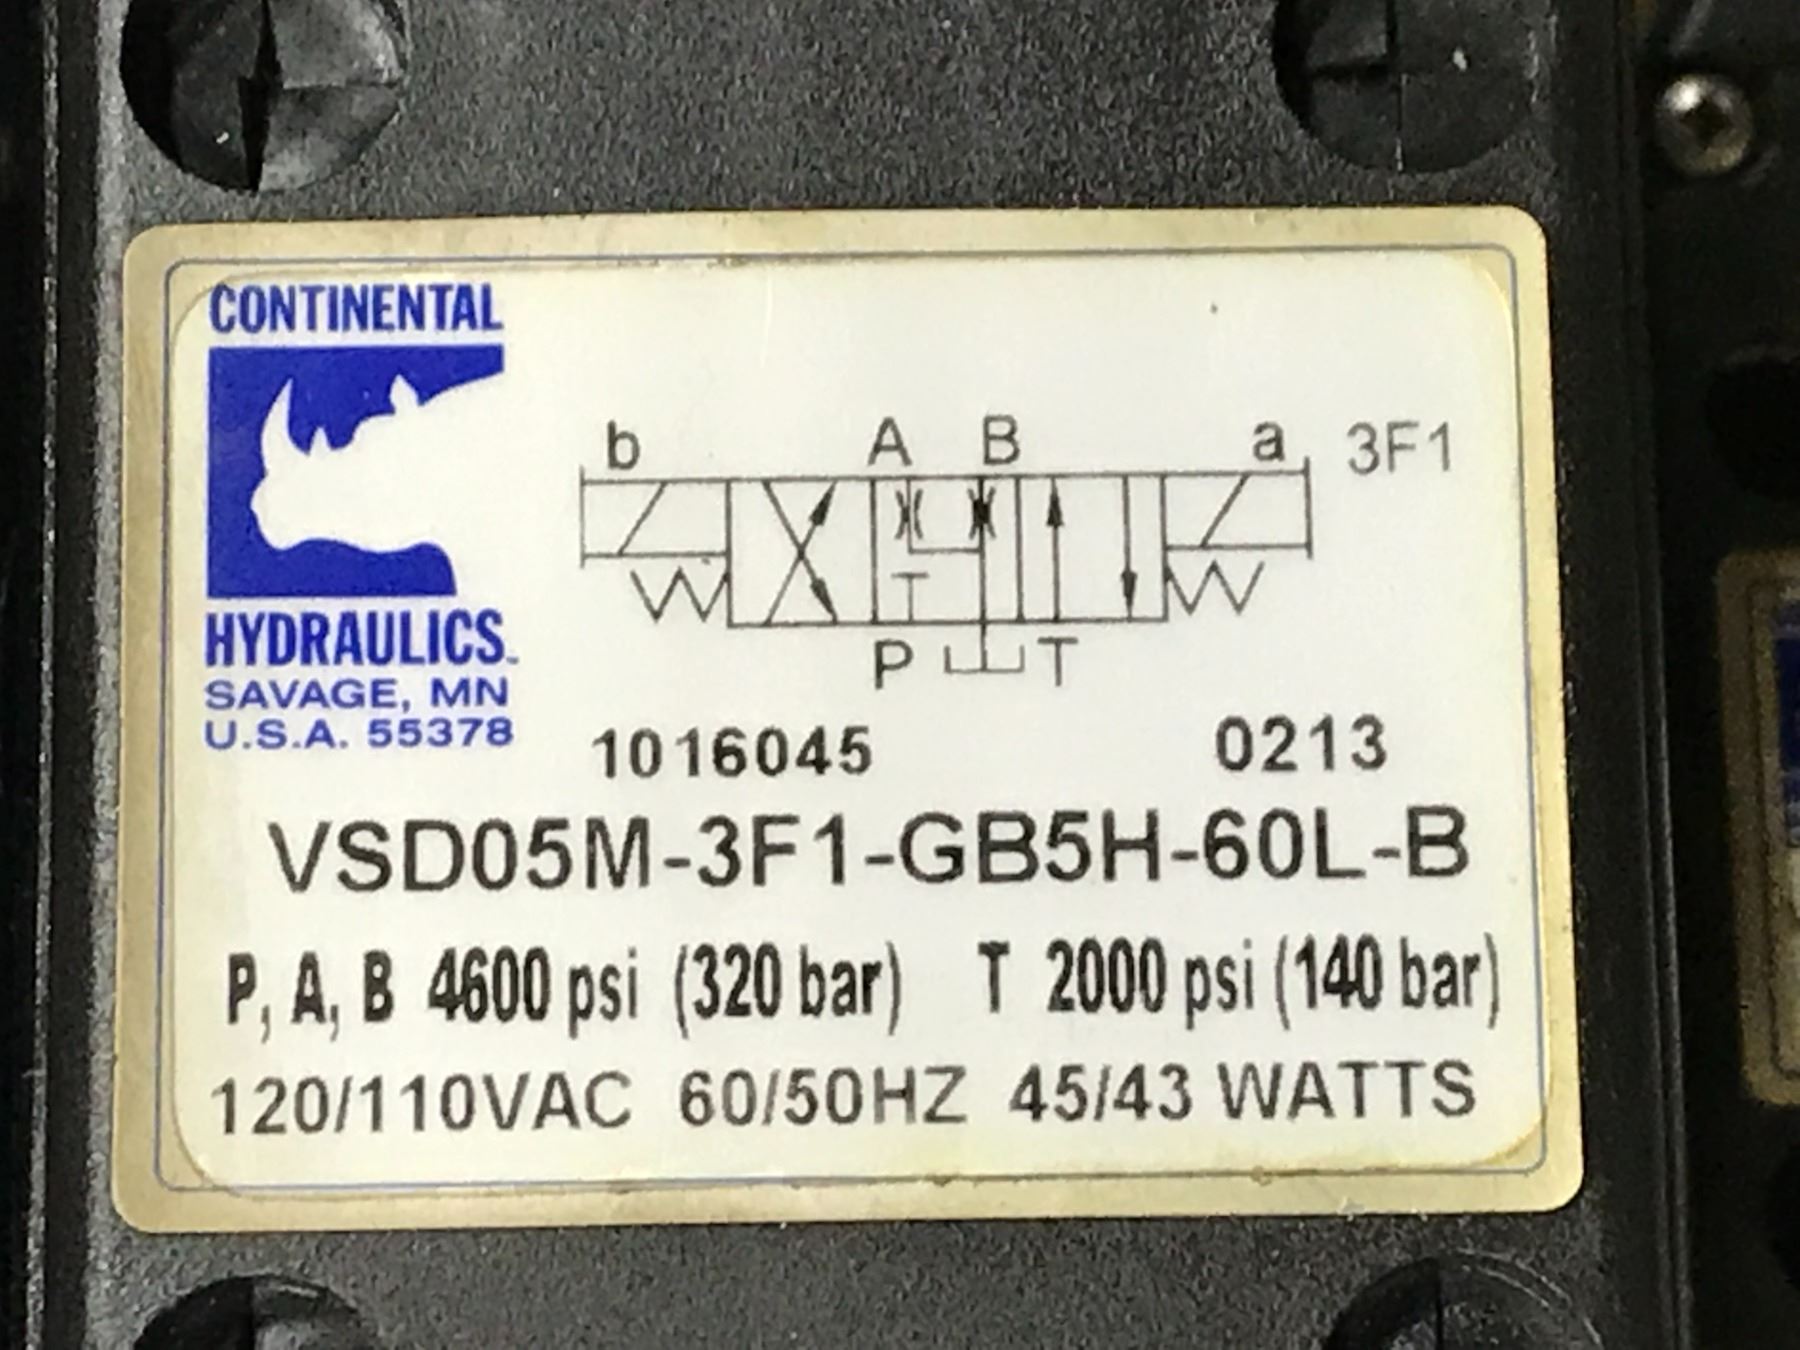 CONTINENTAL
HYDRAULICS™
SAVAGE, MN
U.S.A. 55378
b A B a 3F1
T
P T
1016045 0213
VSD05M-3F1-GB5H-60L-B
P, A, B 4600 psi (320 bar) T 2000 psi (140 bar)
120/110VAC 60/50HZ 45/43 WATTS